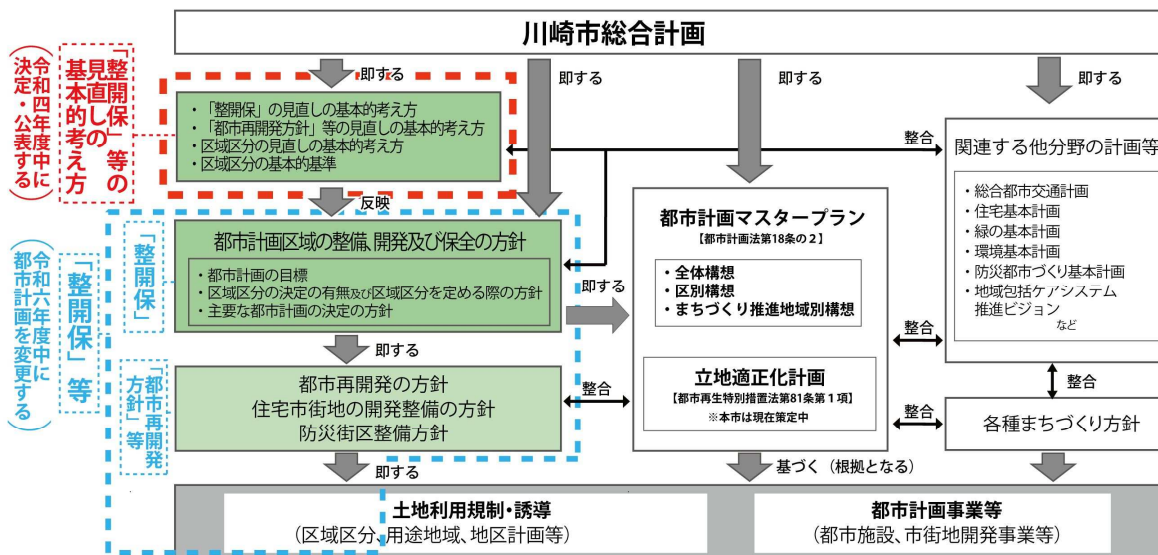 川崎市総合計画
「整開保」等の
見直しの
基本的考え方
(令和四年度中に
決定・公表する)
即する
即する
即する
即する
・「整開保」の見直しの基本的考え方
・「都市再開発方針」等の見直しの基本的考え方
・区域区分の見直しの基本的考え方
・区域区分の基本的基準
整合
反映
「整開保」等
(令和六年度中に
都市計画を変更する)
「整開保」
都市計画区域の整備、開発及び保全の方針
・都市計画の目標
・区域区分の決定の有無及び区域区分を定める際の方針
・主要な都市計画の決定の方針
即する
即する
「都市再開発
方針」等
都市再開発の方針
住宅市街地の開発整備の方針
防災街区整備方針
整合
即する
都市計画マスタープラン
【都市計画法第18条の2】
・全体構想
・区別構想
・まちづくり推進地域別構想
立地適正化計画
【都市再生特別措置法第81条第1項】
※本市は現在策定中
整合
整合
基づく(根拠となる)
関連する他分野の計画等
・総合都市交通計画
・住宅基本計画
・緑の基本計画
・環境基本計画
・防災都市づくり基本計画
・地域包括ケアシステム
推進ビジョン
など
整合
各種まちづくり方針
土地利用規制・誘導
(区域区分、用途地域、地区計画等)
都市計画事業等
(都市施設、市街地開発事業等)